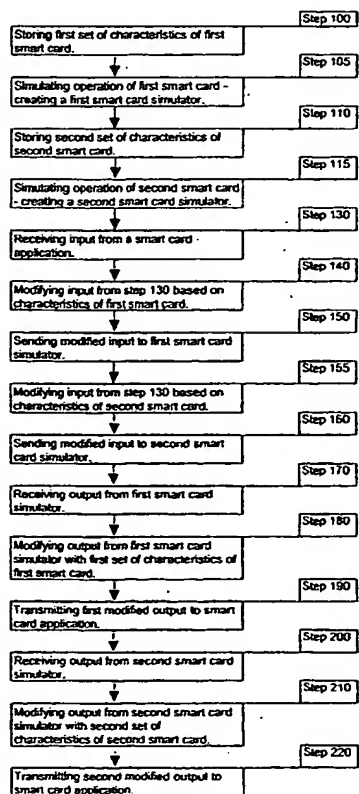 Step 100
Storing first set of characteristics of first
smart card.
Step 105
Simulating operation of first smart card -
creating a first smart card simulator.
Step 110
Storing second set of characteristics of
second smart card.
Step 115
Simulating operation of second smart card
- creating a second smart card simulator.
Step 130
Receiving input from a smart card
application.
Step 140
Modifying input from step 130 based on
characteristics of first smart card.
Step 150
Sending modified input to first smart card
simulator.
Step 155
Modifying input from step 130 based on
characteristics of second smart card.
Step 160
Sending modified input to second smart
card simulator.
Step 170
Receiving output from first smart card
simulator.
Step 180
Modifying output from first smart card
simulator with first set of characteristics of
first smart card.
Step 190
Transmitting first modified output to smart
card application.
Step 200
Receiving output from second smart card
simulator.
Step 210
Modifying output from second smart card
simulator with second set of
characteristics of second smart card.
Step 220
Transmitting second modified output to
smart card application.